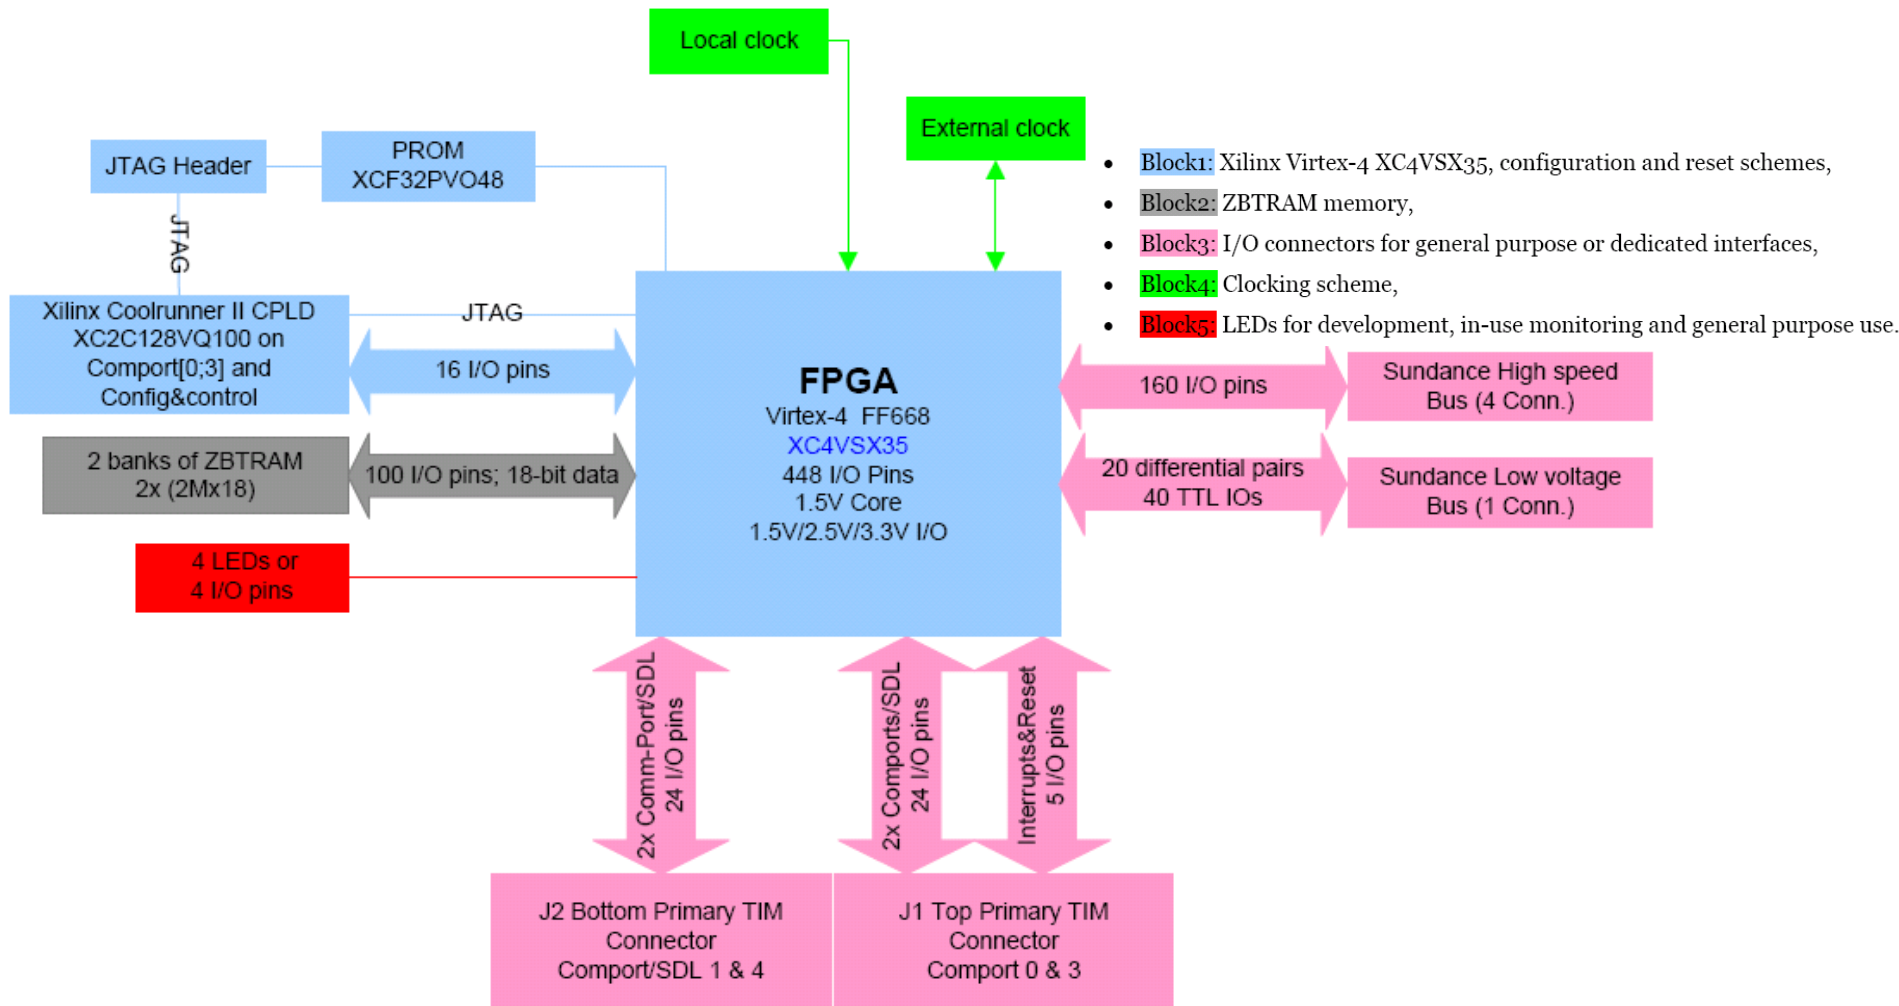 Local clock
External clock
JTAG Header
PROM
XCF32PVO48
JTAG
• Block1: Xilinx Virtex-4 XC4VSX35, configuration and reset schemes,
• Block2: ZBTRAM memory,
• Block3: I/O connectors for general purpose or dedicated interfaces,
• Block4: Clocking scheme,
• Block5: LEDs for development, in-use monitoring and general purpose use.
Xilinx Coolrunner II CPLD
XC2C128VQ100 on
Comport[0;3] and
Config&control
JTAG
16 I/O pins
2 banks of ZBTRAM
2x (2Mx18)
100 I/O pins; 18-bit data
4 LEDs or
4 I/O pins
FPGA
Virtex-4 FF668
XC4VSX35
448 I/O Pins
1.5V Core
1.5V/2.5V/3.3V I/O
160 I/O pins
Sundance High speed
Bus (4 Conn.)
20 differential pairs
40 TTL IOs
Sundance Low voltage
Bus (1 Conn.)
2x Comm-Port/SDL
24 I/O pins
2x Comports/SDL
24 I/O pins
Interrupts&Reset
5 I/O pins
J2 Bottom Primary TIM
Connector
Comport/SDL 1 & 4
J1 Top Primary TIM
Connector
Comport 0 & 3